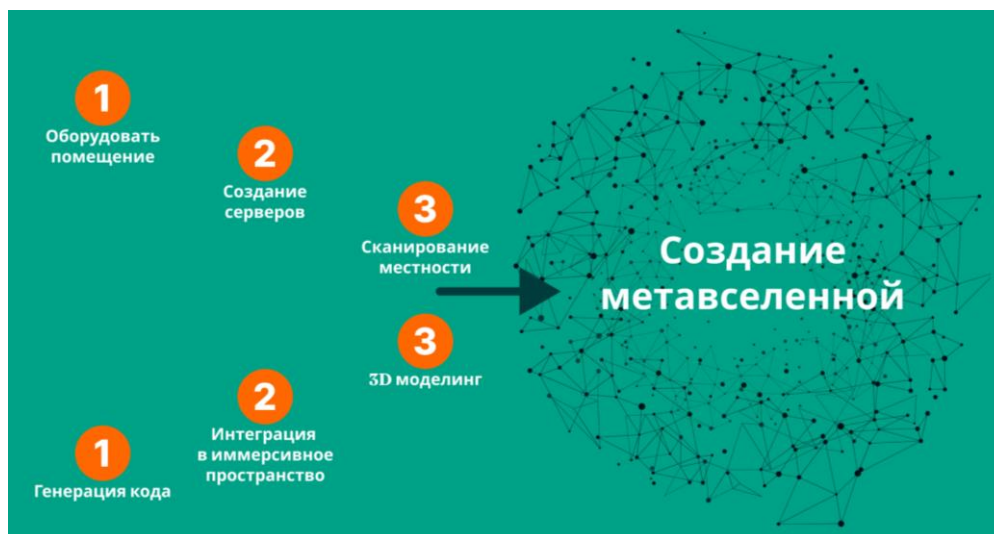 1
Оборудовать
помещение
2
Создание
серверов
3
Сканирование
местности
Создание
метавселенной
3
3D моделинг
2
Интеграция
в иммерсивное
пространство
1
Генерация кода